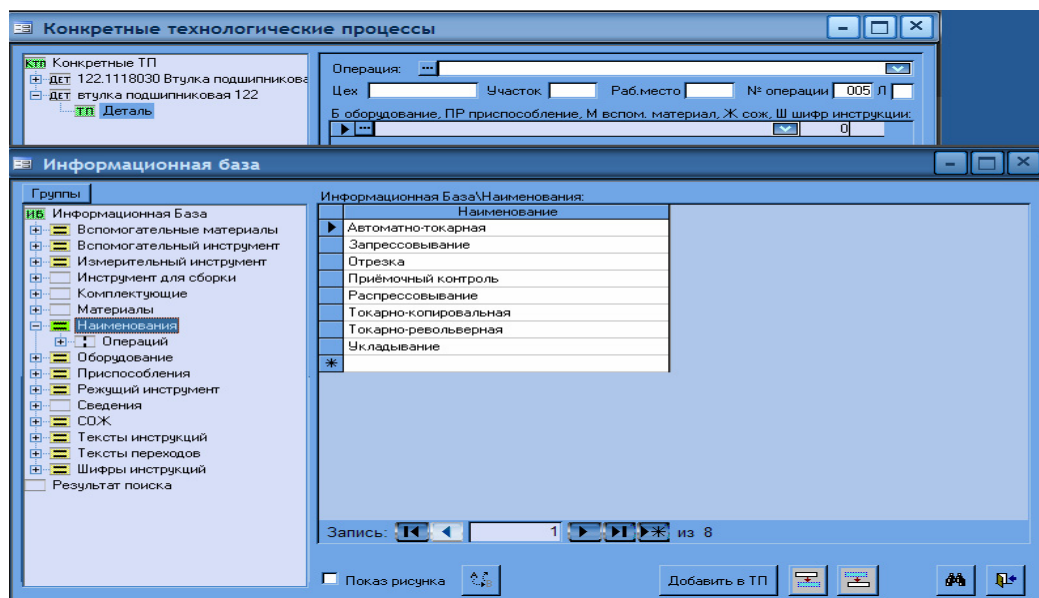 Конкретные технологические процессы
КТП Конкретные ТП
ДЕТ 122.1118030 Втулка подшипникова
ДЕТ втулка подшипниковая 122
ТП Деталь
Операция:
Цех Участок Раб.место № операции 005 Л
Б оборудование, ПР приспособление, М вспом. материал, Ж сож, Ш шифр инструкции:
0
Информационная база
Группы
ИБ Информационная База
Вспомогательные материалы
Вспомогательный инструмент
Измерительный инструмент
Инструмент для сборки
Комплектующие
Материалы
Наименования
Операций
Оборудование
Приспособления
Режущий инструмент
Сведения
СОЖ
Тексты инструкций
Тексты переходов
Шифры инструкций
Результат поиска
Информационная База\Наименования:
Наименование
Автоматно-токарная
Запрессовывание
Отрезка
Приёмочный контроль
Распрессовывание
Токарно-копировальная
Токарно-револьверная
Укладывание
Запись: 1 из 8
Показ рисунка
Добавить в ТП